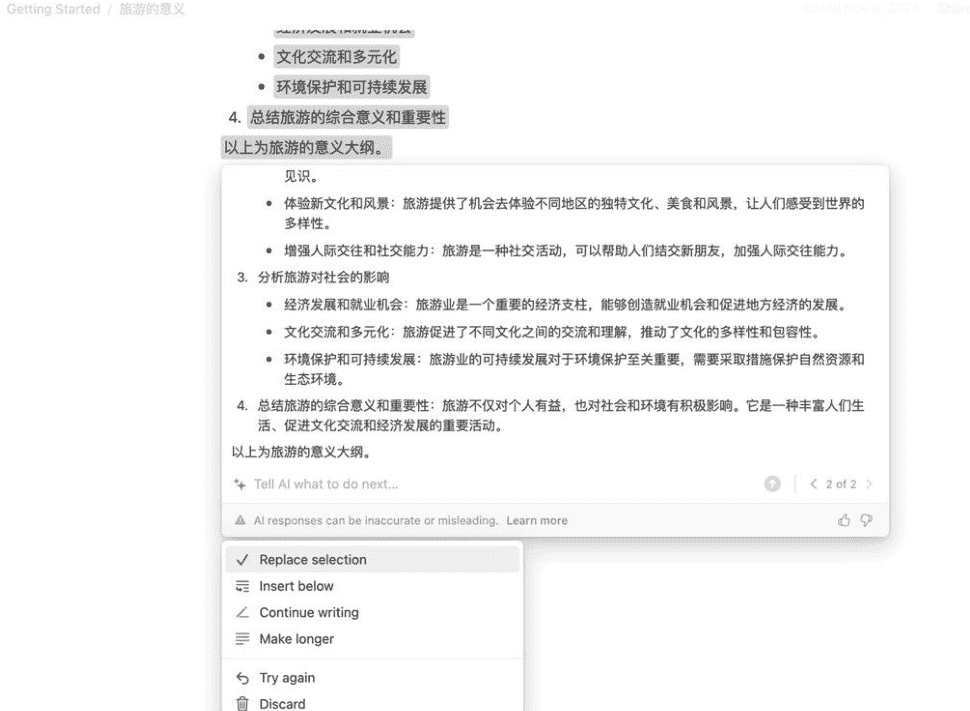 Getting Started / 旅游的意义
Share
经济发展和就业机会
• 文化交流和多元化
• 环境保护和可持续发展
4. 总结旅游的综合意义和重要性
以上为旅游的意义大纲。
见识。
• 体验新文化和风景：旅游提供了机会去体验不同地区的独特文化、美食和风景，让人们感受到世界的
多样性。
• 增强人际交往和社交能力：旅游是一种社交活动，可以帮助人们结交新朋友，加强人际交往能力。
3. 分析旅游对社会的影响
• 经济发展和就业机会：旅游业是一个重要的经济支柱，能够创造就业机会和促进地方经济的发展。
• 文化交流和多元化：旅游促进了不同文化之间的交流和理解，推动了文化的多样性和包容性。
• 环境保护和可持续发展：旅游业的可持续发展对于环境保护至关重要，需要采取措施保护自然资源和
生态环境。
4. 总结旅游的综合意义和重要性：旅游不仅对个人有益，也对社会和环境有积极影响。它是一种丰富人们生
活、促进文化交流和经济发展的重要活动。
以上为旅游的意义大纲。
Tell AI what to do next...
2 of 2
AI responses can be inaccurate or misleading. Learn more
Replace selection
Insert below
Continue writing
Make longer
Try again
Discard